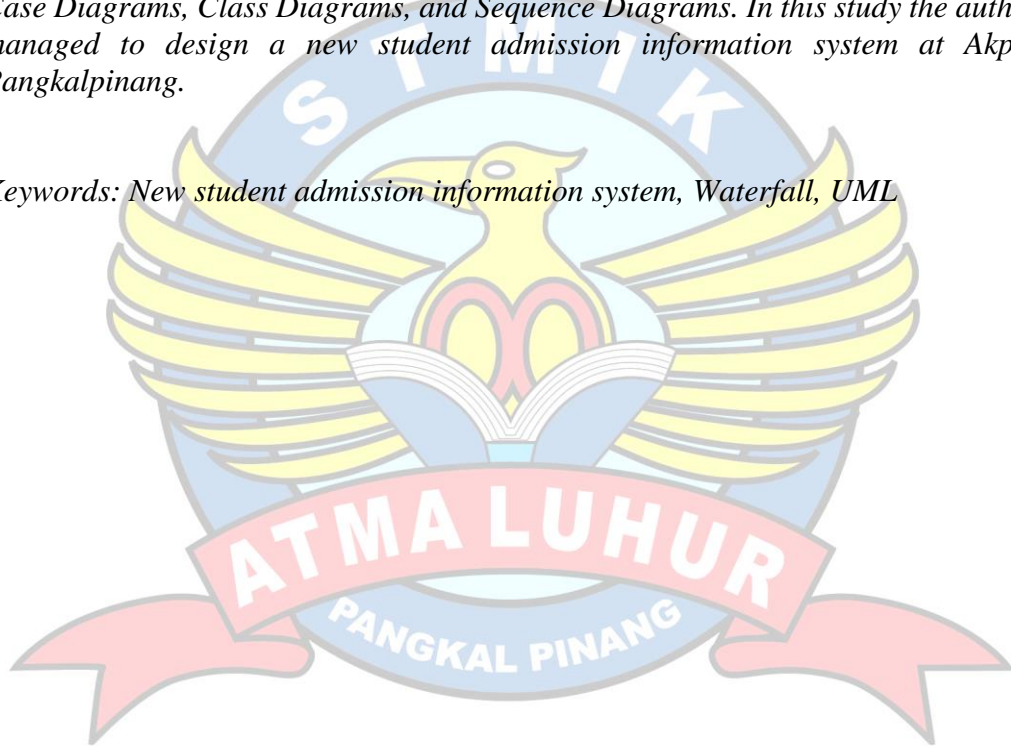 Case Diagrams, Class Diagrams, and Sequence Diagrams. In this study the auth
managed to design a new student admission information system at Akp
Pangkalpinang.
Keywords: New student admission information system, Waterfall, UML
STMIK
ATMA LUHUR
PANGKAL PINANG